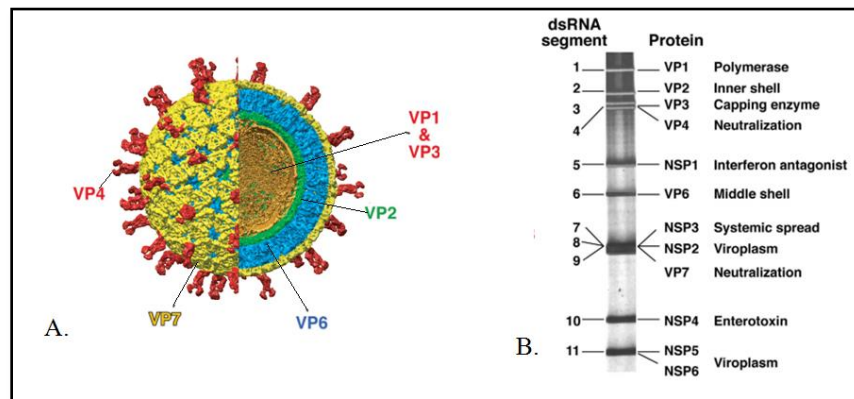 VP1
&
VP3
VP4
VP2
VP7
VP6
A.
dsRNA
segment
Protein
1 VP1 Polymerase
2 VP2 Inner shell
3 VP3 Capping enzyme
4 VP4 Neutralization
5 NSP1 Interferon antagonist
6 VP6 Middle shell
7 NSP3 Systemic spread
8 NSP2 Viroplasm
9 VP7 Neutralization
10 NSP4 Enterotoxin
11 NSP5 Viroplasm
NSP6
B.